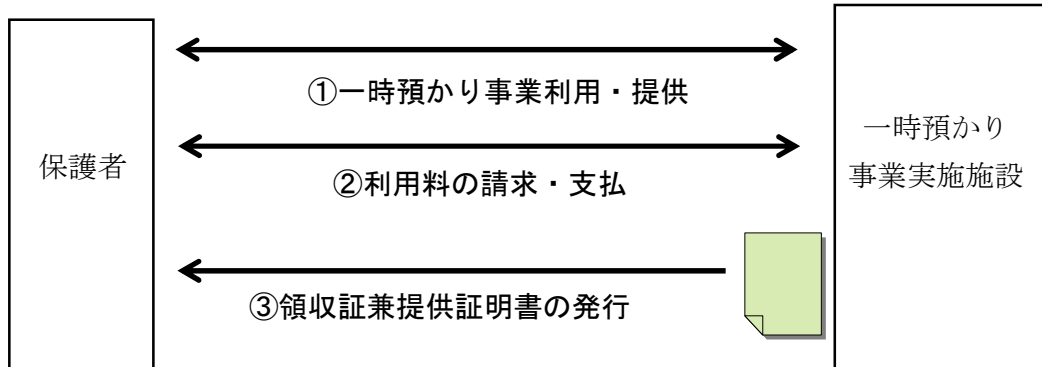 ①一時預かり事業利用・提供
保護者
②利用料の請求・支払
一時預かり
事業実施施設
③領収証兼提供証明書の発行